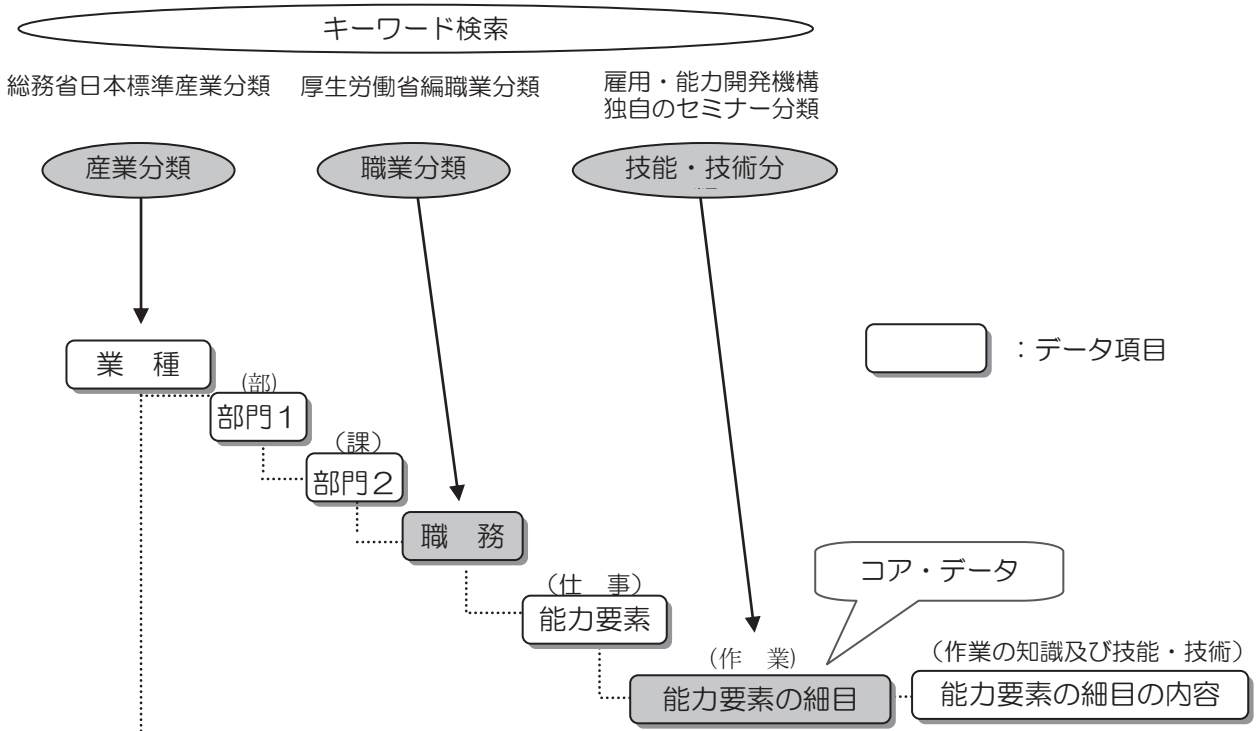 キーワード検索
総務省日本標準産業分類
厚生労働省編職業分類
雇用・能力開発機構
独自のセミナー分類
産業分類
職業分類
技能・技術分
業　種
：データ項目
(部)
部門１
（課）
部門２
職　務
コア・データ
（仕　事）
能力要素
（作　業)
能力要素の細目
（作業の知識及び技能・技術）
能力要素の細目の内容